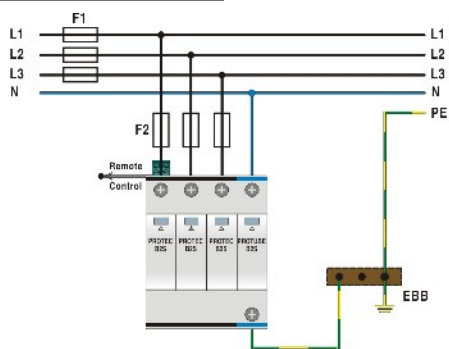 F1
L1 L1
L2 L2
L3 L3
N N
PE
F2
Remote
Control
PROTEC PROTEC PROTEC PROTUBE
B2S B2S B2S B2S
EBB